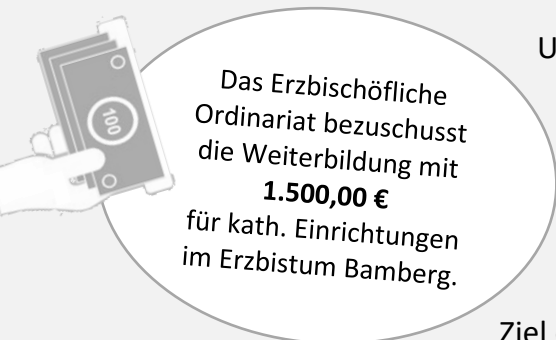 U
100
Das Erzbischöfliche
Ordinariat bezuschusst
die Weiterbildung mit
1.500,00 €
für kath. Einrichtungen
im Erzbistum Bamberg.
Ziel